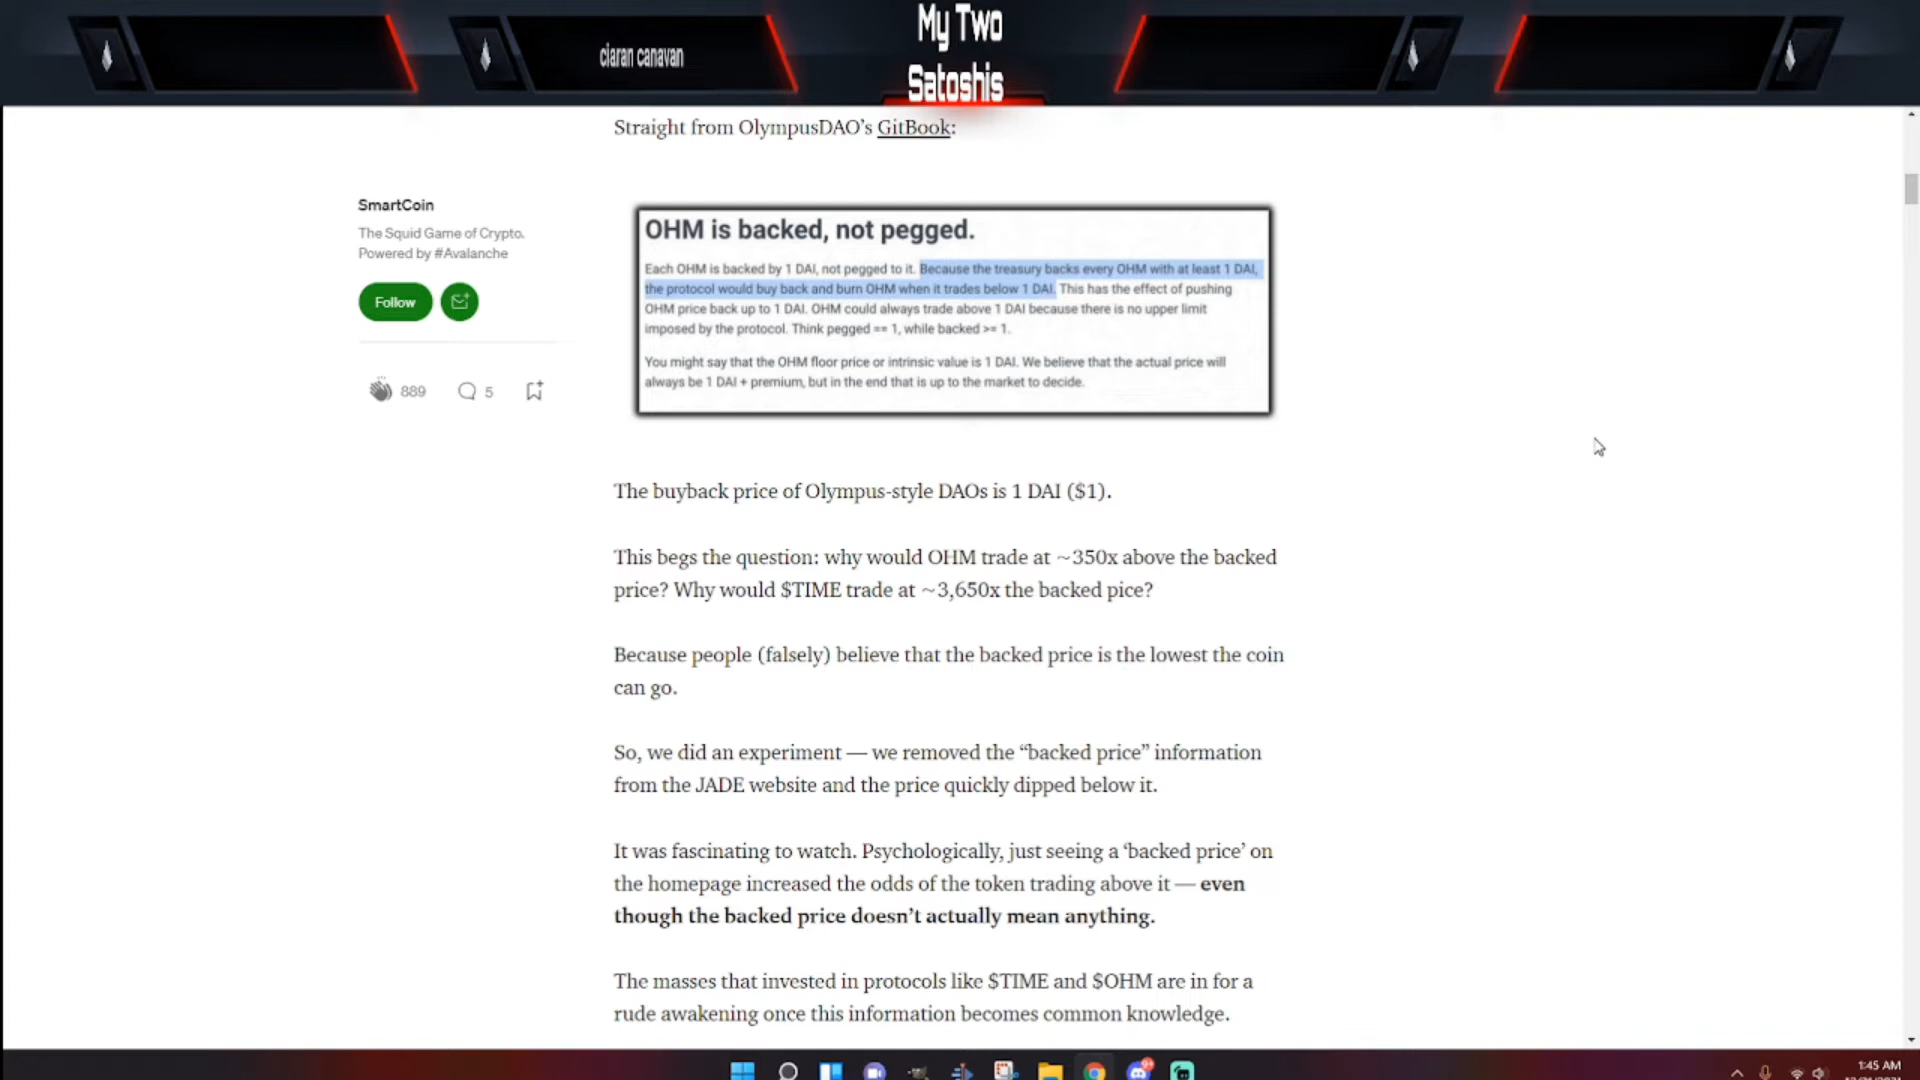 My Two
Satoshis
ciaran canavan
Straight from OlympusDAO's GitBook:
SmartCoin
The Squid Game of Crypto.
Powered by #Avalanche
Follow
889
5
OHM is backed, not pegged.
Each OHM is backed by 1 DAI, not pegged to it. Because the treasury backs every OHM with at least 1 DAI,
the protocol would buy back and burn OHM when it trades below 1 DAI. This has the effect of pushing
OHM price back up to 1 DAI. OHM could always trade above 1 DAI because there is no upper limit
imposed by the protocol. Think pegged == 1, while backed >= 1.
You might say that the OHM floor price or intrinsic value is 1 DAI. We believe that the actual price will
always be 1 DAI + premium, but in the end that is up to the market to decide.
The buyback price of Olympus-style DAOs is 1 DAI ($1).
This begs the question: why would OHM trade at ~350x above the backed
price? Why would $TIME trade at ~3,650x the backed pice?
Because people (falsely) believe that the backed price is the lowest the coin
can go.
So, we did an experiment — we removed the “backed price” information
from the JADE website and the price quickly dipped below it.
It was fascinating to watch. Psychologically, just seeing a ‘backed price’ on
the homepage increased the odds of the token trading above it — even
though the backed price doesn’t actually mean anything.
The masses that invested in protocols like $TIME and $OHM are in for a
rude awakening once this information becomes common knowledge.
1:45 AM